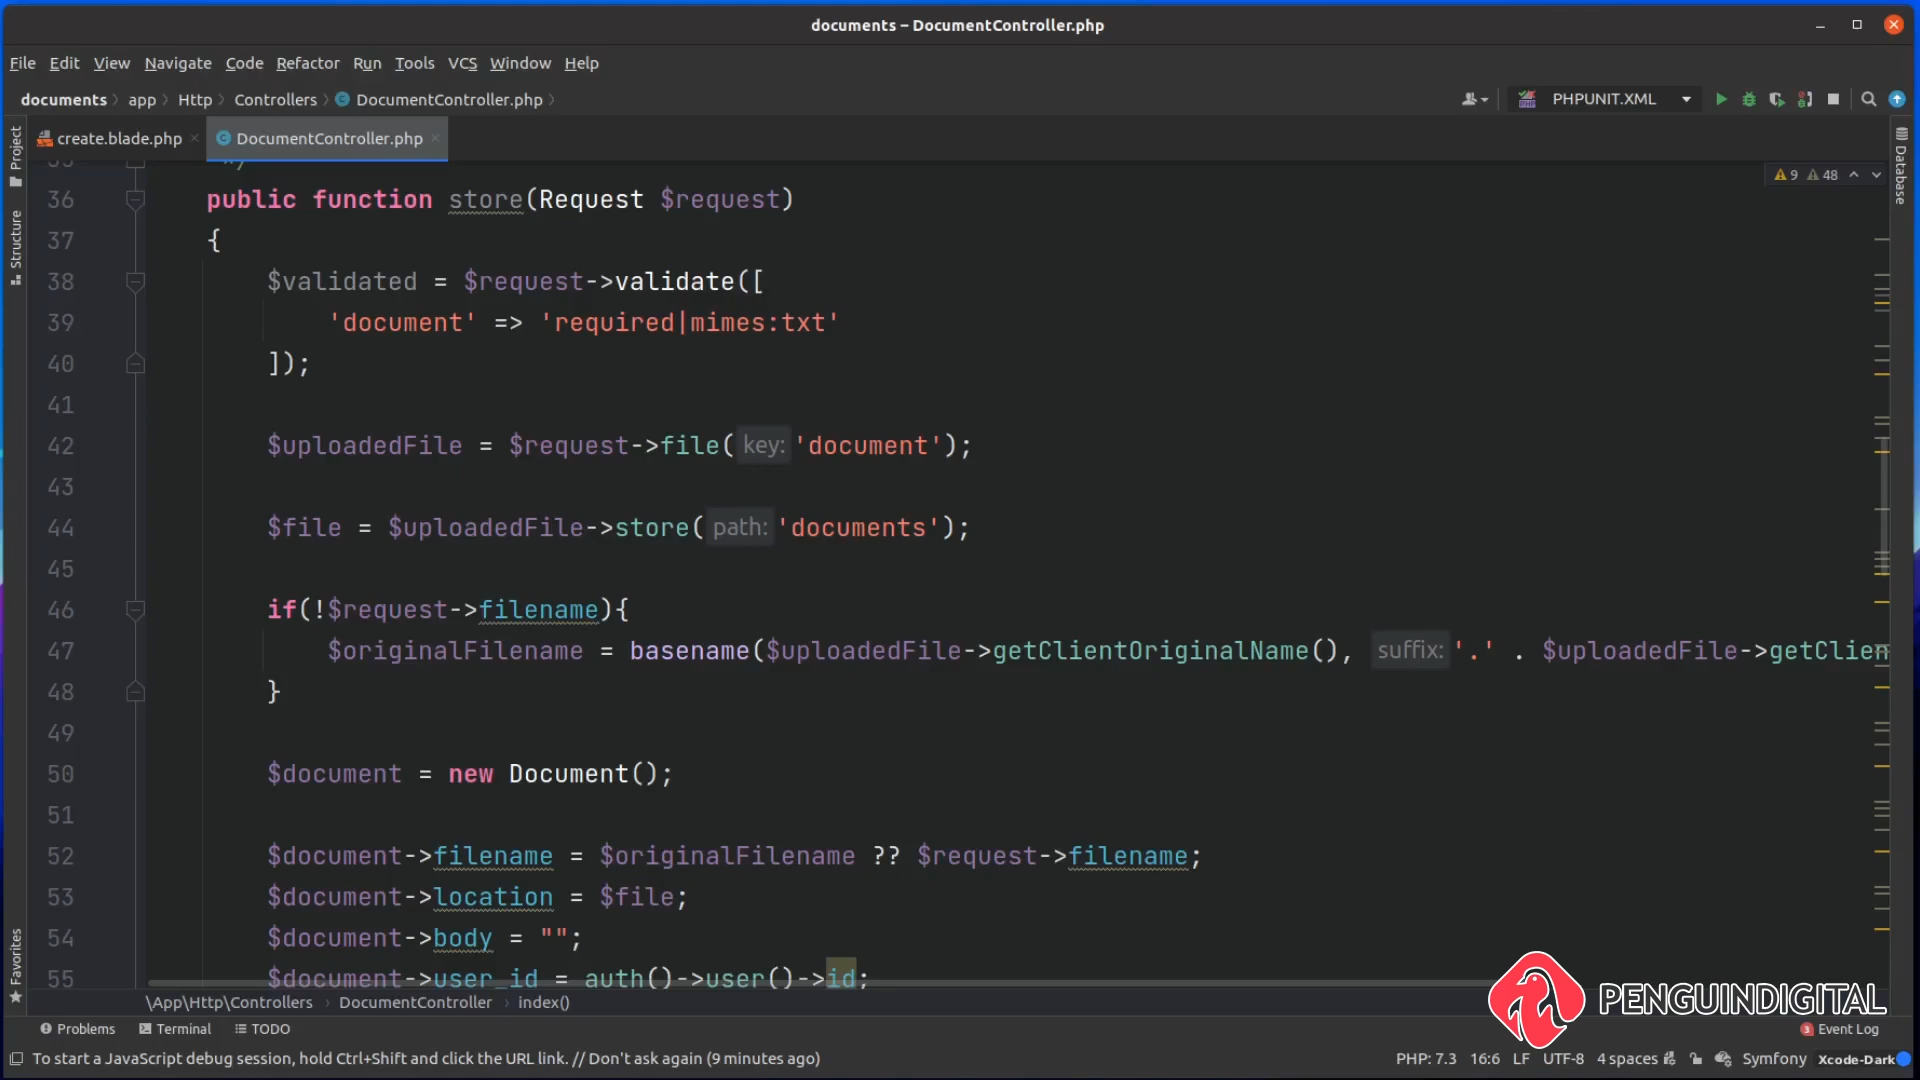 documents – DocumentController.php
File Edit View Navigate Code Refactor Run Tools VCS Window Help
documents app Http Controllers DocumentController.php
PHPUNIT.XML
create.blade.php DocumentController.php
Project
Structure
Favorites
Database
9 48
36 public function store(Request $request)
37 {
38 $validated = $request->validate([
39 'document' => 'required|mimes:txt'
40 ]);
41
42 $uploadedFile = $request->file( key: 'document');
43
44 $file = $uploadedFile->store( path: 'documents');
45
46 if(!$request->filename){
47 $originalFilename = basename($uploadedFile->getClientOriginalName(), suffix: '.' . $uploadedFile->getClien
48 }
49
50 $document = new Document();
51
52 $document->filename = $originalFilename ?? $request->filename;
53 $document->location = $file;
54 $document->body = "";
55 $document->user_id = auth()->user()->id;
\App\Http\Controllers DocumentController index()
PENGUINDIGITAL
Problems Terminal TODO
3 Event Log
To start a JavaScript debug session, hold Ctrl+Shift and click the URL link. // Don't ask again (9 minutes ago)
PHP: 7.3 16:6 LF UTF-8 4 spaces Symfony Xcode-Dark